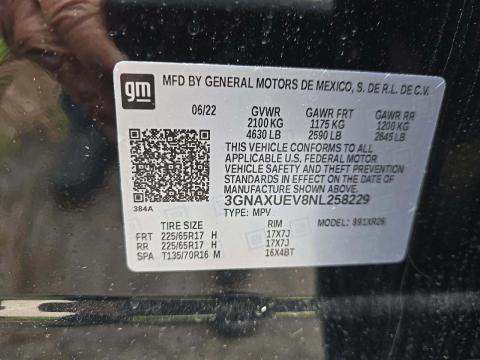 gm
MFD BY GENERAL MOTORS DE MEXICO, S. DE R.L. DE C.V.
06/22 GVWR GAWR FRT GAWR RR
2100 KG 1175 KG 1200 KG
4630 LB 2590 LB 2645 LB
THIS VEHICLE CONFORMS TO ALL
APPLICABLE U.S. FEDERAL MOTOR
VEHICLE SAFETY AND THEFT PREVENTION
STANDARDS IN EFFECT ON THE DATE OF
MANUFACTURE SHOWN ABOVE.
384A 3GNAXUEV8NL258229
TYPE: MPV MODEL: 891XR26
TIRE SIZE RIM
FRT 225/65R17 H 17X7J
RR 225/65R17 H 17X7J
SPA T135/70R16 M 16X4BT